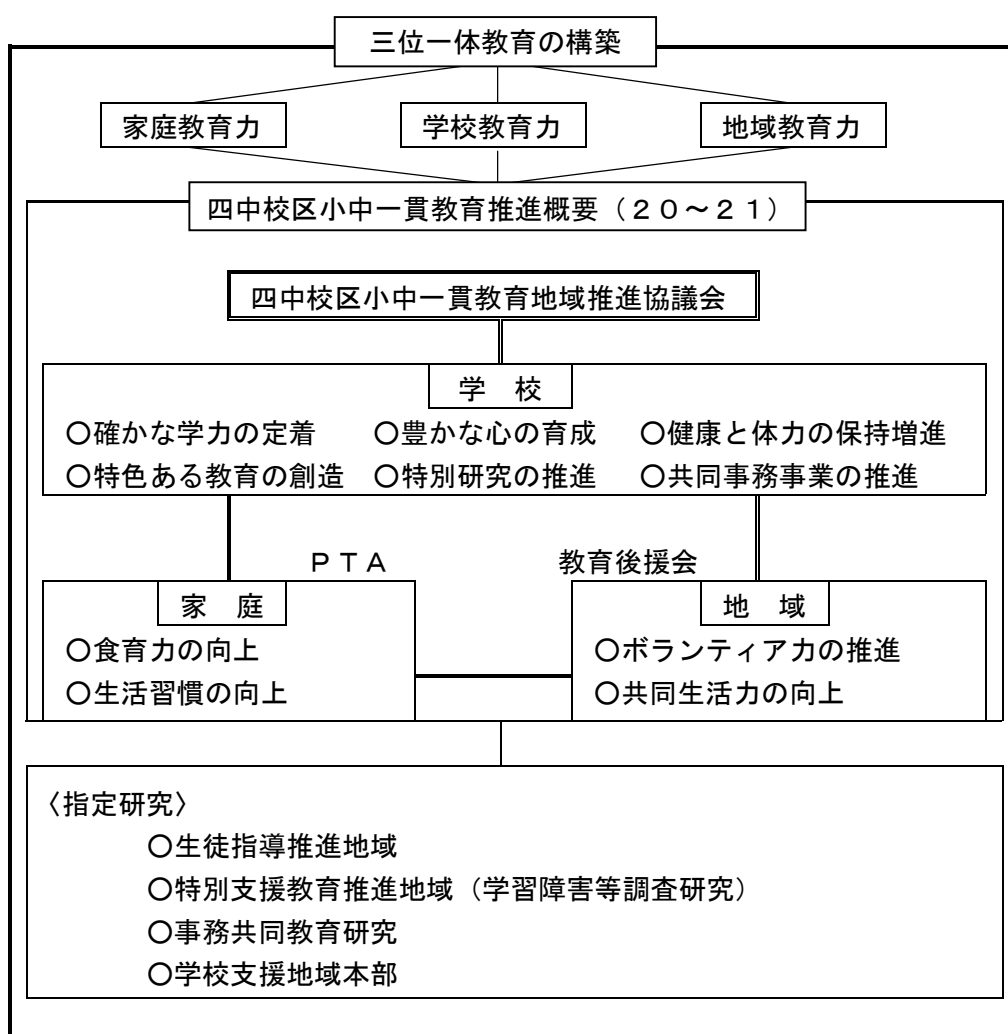 三位一体教育の構築
家庭教育力 学校教育力 地域教育力
四中校区小中一貫教育推進概要（２０～２１）
四中校区小中一貫教育地域推進協議会
学　校
○確かな学力の定着 ○豊かな心の育成 ○健康と体力の保持増進
○特色ある教育の創造 ○特別研究の推進 ○共同事務事業の推進
ＰＴＡ 教育後援会
家　庭 地　域
○食育力の向上 ○ボランティア力の推進
○生活習慣の向上 ○共同生活力の向上
〈指定研究〉
○生徒指導推進地域
○特別支援教育推進地域（学習障害等調査研究）
○事務共同教育研究
○学校支援地域本部